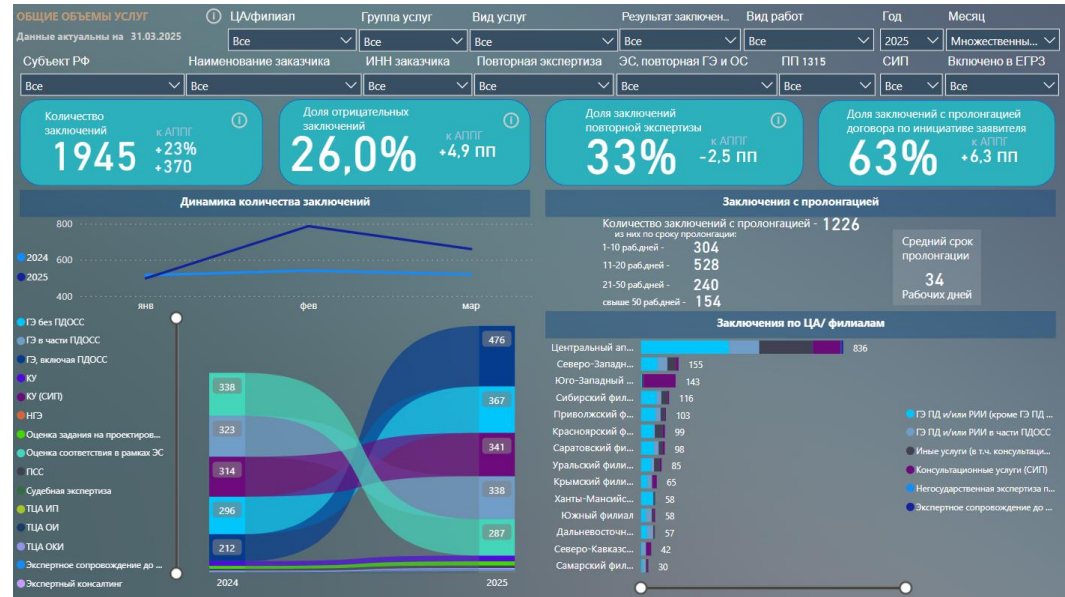 ОБЩИЕ ОБЪЕМЫ УСЛУГ
Данные актуальны на 31.03.2025
ЦА/филиал Группа услуг Вид услуг Результат заключен... Вид работ Год Месяц
Все Все Все Все Все 2025 Множественны...
Субъект РФ Наименование заказчика ИНН заказчика Повторная экспертиза ЭС, повторная ГЭ и ОС ПП 1315 СИП Включено в ЕГРЗ
Все Все Все Все Все Все Все Все
Количество заключений
1945
к АППГ
+23%
+370
Доля отрицательных заключений
26,0%
к АППГ
+4,9 пп
Доля заключений повторной экспертизы
33%
к АППГ
-2,5 пп
Доля заключений с пролонгацией договора по инициативе заявителя
63%
к АППГ
+6,3 пп
Динамика количества заключений
2024
2025
800
600
400
янв фев мар
ГЭ без ПДОСС
ГЭ в части ПДОСС
ГЭ, включая ПДОСС
КУ
КУ (СИП)
НГЭ
Оценка задания на проектиров...
Оценка соответствия в рамках ЭС
ПСС
Судебная экспертиза
ТЦА ИП
ТЦА ОИ
ТЦА ОКИ
Экспертное сопровождение до ...
Экспертный консалтинг
338
323
314
296
212
476
367
341
338
287
2024 2025
Заключения с пролонгацией
Количество заключений с пролонгацией - 1226
из них по сроку пролонгации:
1-10 раб.дней - 304
11-20 раб.дней - 528
21-50 раб.дней - 240
свыше 50 раб.дней - 154
Средний срок пролонгации
34
Рабочих дней
Заключения по ЦА/ филиалам
Центральный ап... 836
Северо-Западн... 155
Юго-Западный ... 143
Сибирский фил... 116
Приволжский ф... 103
Красноярский ф... 99
Саратовский фи... 98
Уральский фили... 85
Крымский фили... 65
Ханты-Мансийс... 58
Южный филиал 58
Дальневосточн... 57
Северо-Кавказс... 42
Самарский фил... 30
ГЭ ПД и/или РИИ (кроме ГЭ ПД ...
ГЭ ПД и/или РИИ в части ПДОСС
Иные услуги (в т.ч. консультаци...
Консультационные услуги (СИП)
Негосударственная экспертиза п...
Экспертное сопровождение до ...